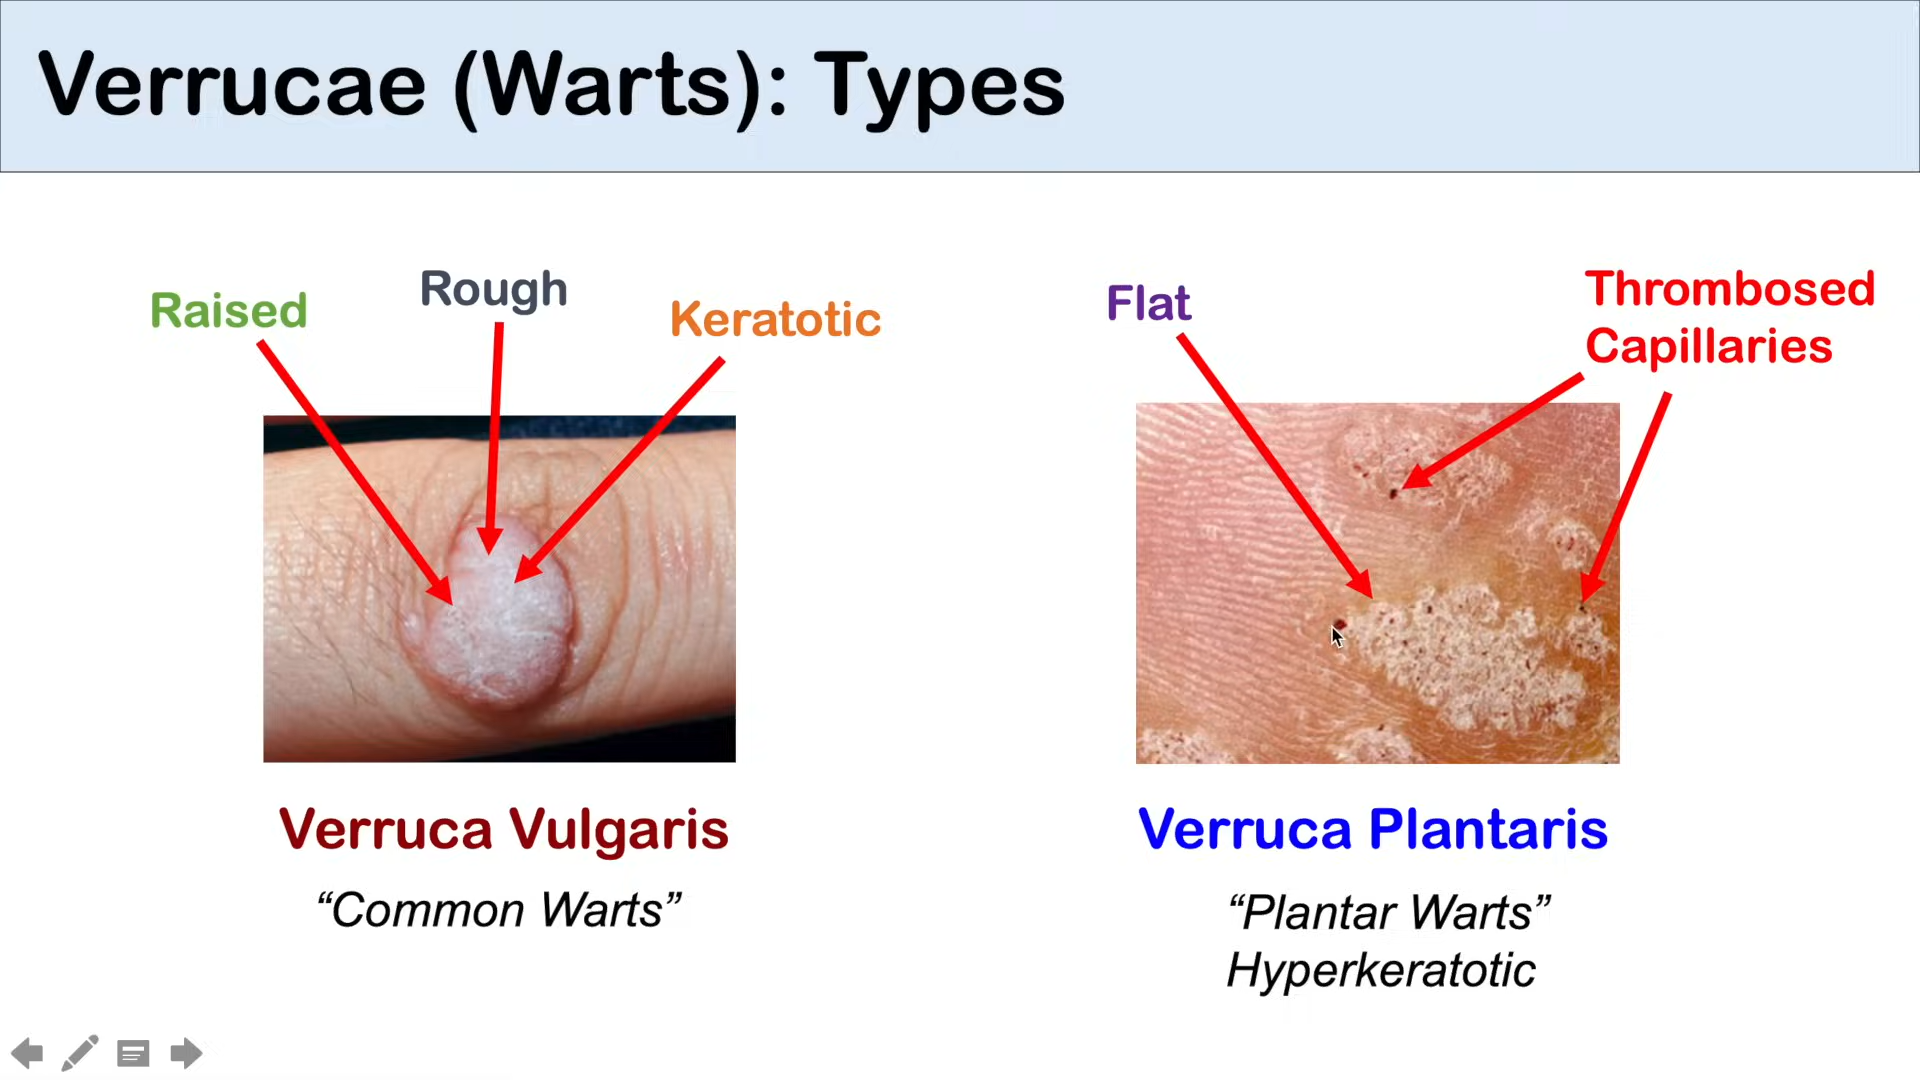 Verrucae (Warts): Types
Raised
Rough
Keratotic
Flat
Thrombosed
Capillaries
Verruca Vulgaris
“Common Warts”
Verruca Plantaris
“Plantar Warts”
Hyperkeratotic